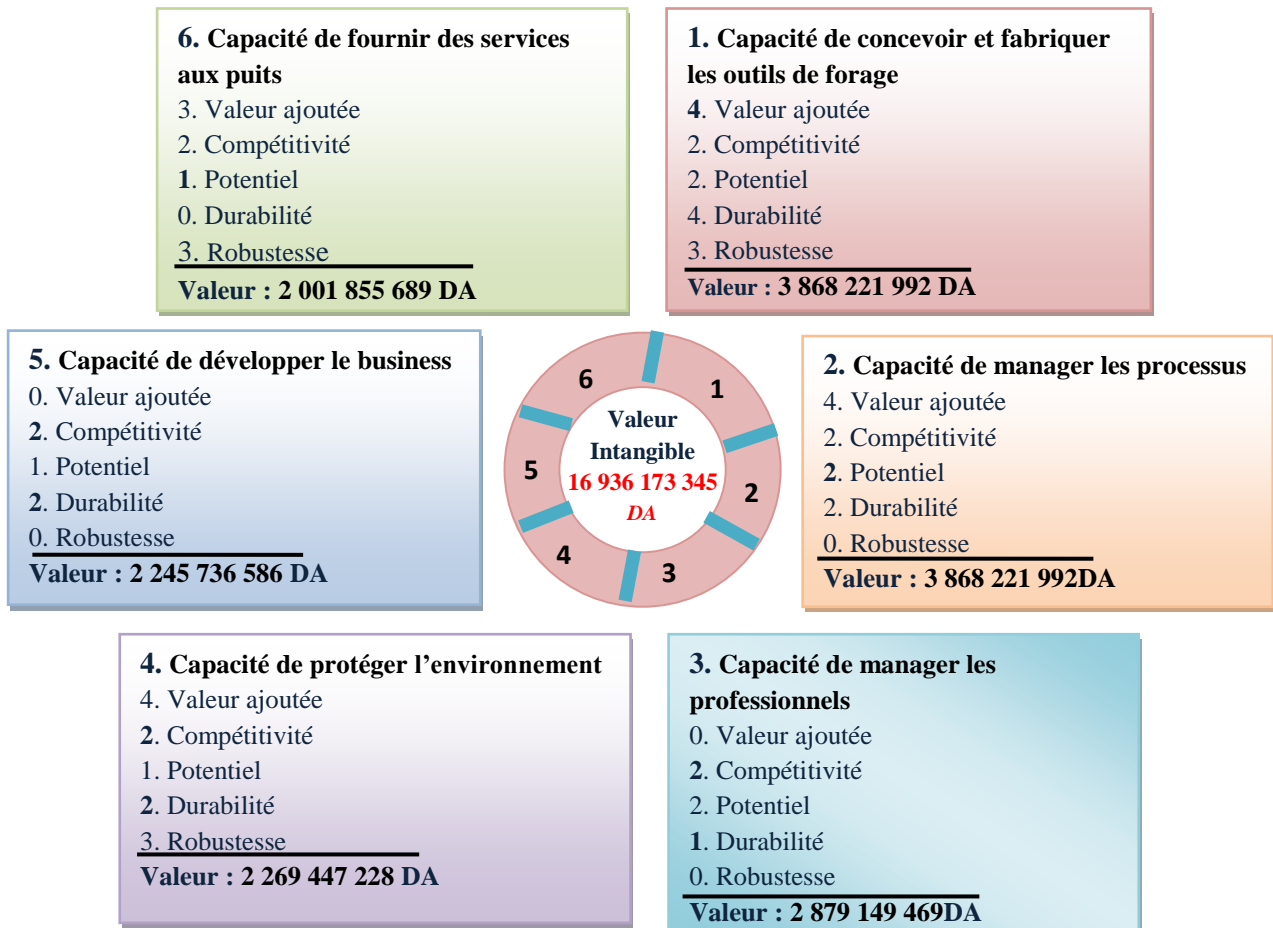 6. Capacité de fournir des services
aux puits
3. Valeur ajoutée
2. Compétitivité
1. Potentiel
0. Durabilité
3. Robustesse
Valeur : 2 001 855 689 DA
1. Capacité de concevoir et fabriquer
les outils de forage
4. Valeur ajoutée
2. Compétitivité
2. Potentiel
4. Durabilité
3. Robustesse
Valeur : 3 868 221 992 DA
5. Capacité de développer le business
0. Valeur ajoutée
2. Compétitivité
1. Potentiel
2. Durabilité
0. Robustesse
Valeur : 2 245 736 586 DA
6
1
5
2
4
3
Valeur
Intangible
16 936 173 345
DA
2. Capacité de manager les processus
4. Valeur ajoutée
2. Compétitivité
2. Potentiel
2. Durabilité
0. Robustesse
Valeur : 3 868 221 992DA
4. Capacité de protéger l’environnement
4. Valeur ajoutée
2. Compétitivité
1. Potentiel
2. Durabilité
3. Robustesse
Valeur : 2 269 447 228 DA
3. Capacité de manager les
professionnels
0. Valeur ajoutée
2. Compétitivité
2. Potentiel
1. Durabilité
0. Robustesse
Valeur : 2 879 149 469DA